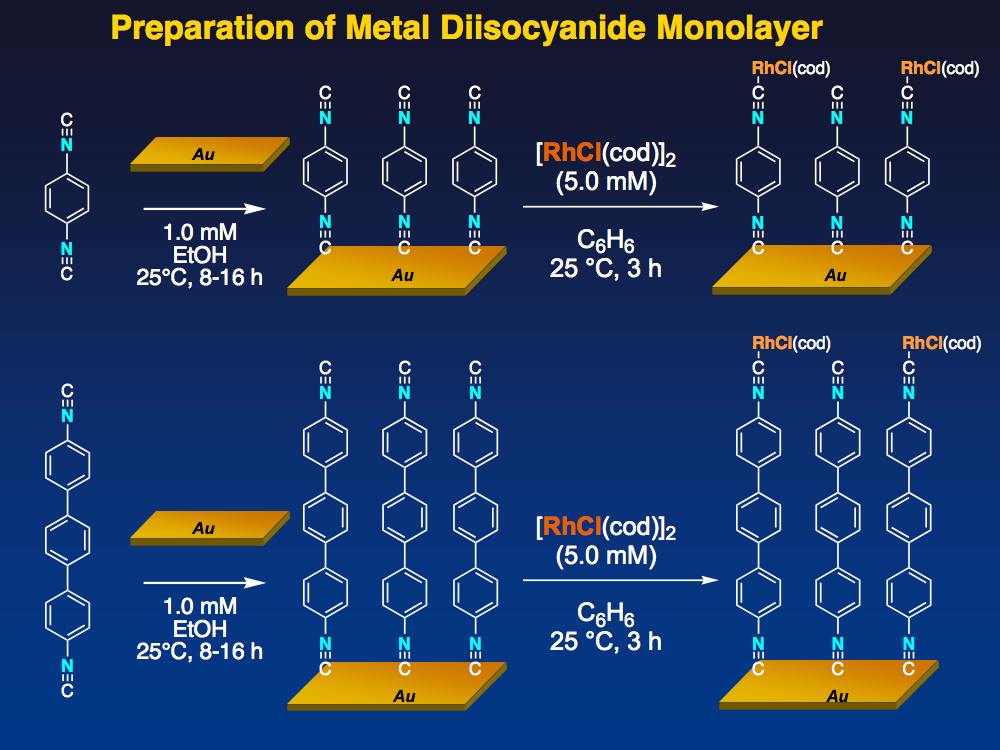 Preparation of Metal Diisocyanide Monolayer
RhCl(cod) RhCl(cod)
C C C C C C
N N N N N N
C
N
Au
[RhCl(cod)]2
(5.0 mM)
1.0 mM
EtOH
25°C, 8-16 h
N N N N N N
C C C C C C
N
C
C6H6
25 °C, 3 h
Au Au
RhCl(cod) RhCl(cod)
C C C C C C
N N N N N N
C
N
Au
[RhCl(cod)]2
(5.0 mM)
1.0 mM
EtOH
25°C, 8-16 h
C6H6
25 °C, 3 h
N N N N N N
C C C C C C
N
C
Au Au